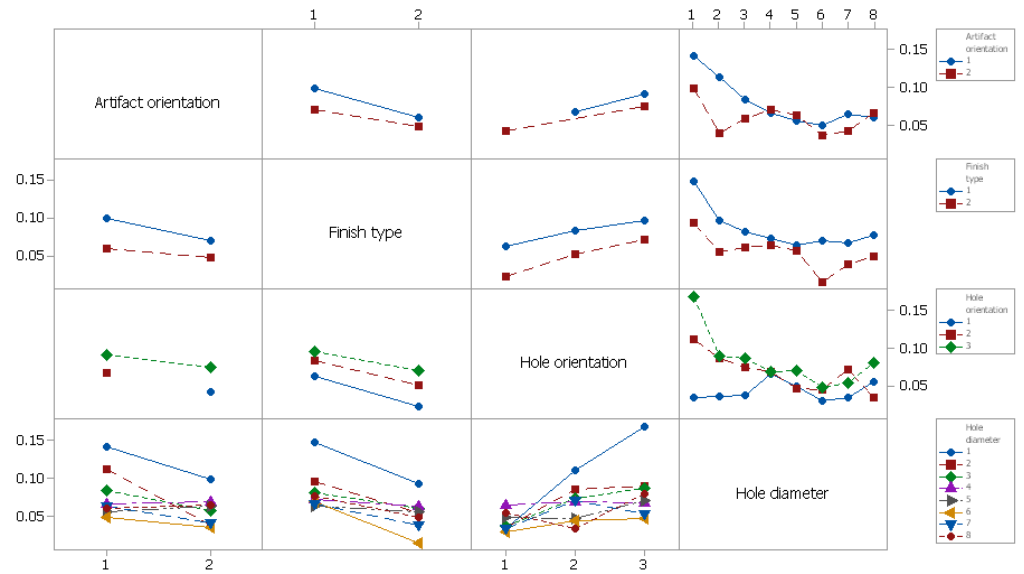 1 2 1 2 3 4 5 6 7 8
Artifact orientation
0.15
0.10
0.05
Artifact
orientation
1
2
0.15
0.10
0.05
Finish type
Finish
type
1
2
Hole orientation
0.15
0.10
0.05
Hole
orientation
1
2
3
0.15
0.10
0.05
Hole diameter
Hole
diameter
1
2
3
4
5
6
7
8
1 2 1 2 3